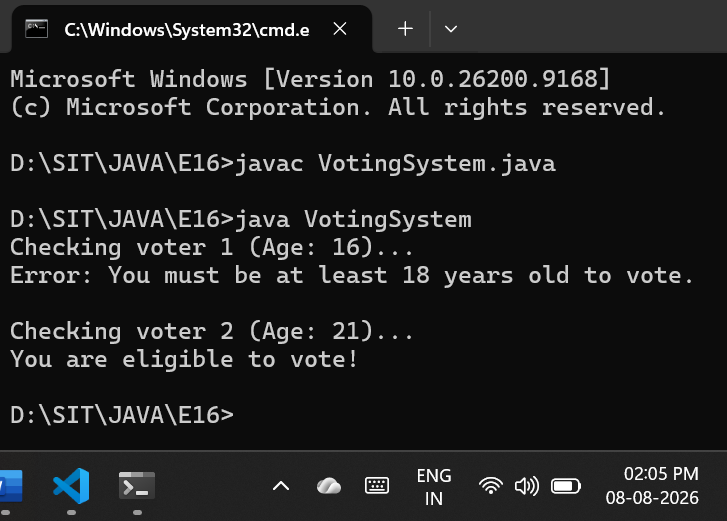 C:\Windows\System32\cmd.e
Microsoft Windows [Version 10.0.26200.9168]
(c) Microsoft Corporation. All rights reserved.
D:\SIT\JAVA\E16>javac VotingSystem.java
D:\SIT\JAVA\E16>java VotingSystem
Checking voter 1 (Age: 16)...
Error: You must be at least 18 years old to vote.
Checking voter 2 (Age: 21)...
You are eligible to vote!
D:\SIT\JAVA\E16>
ENG
IN
02:05 PM
08-08-2026